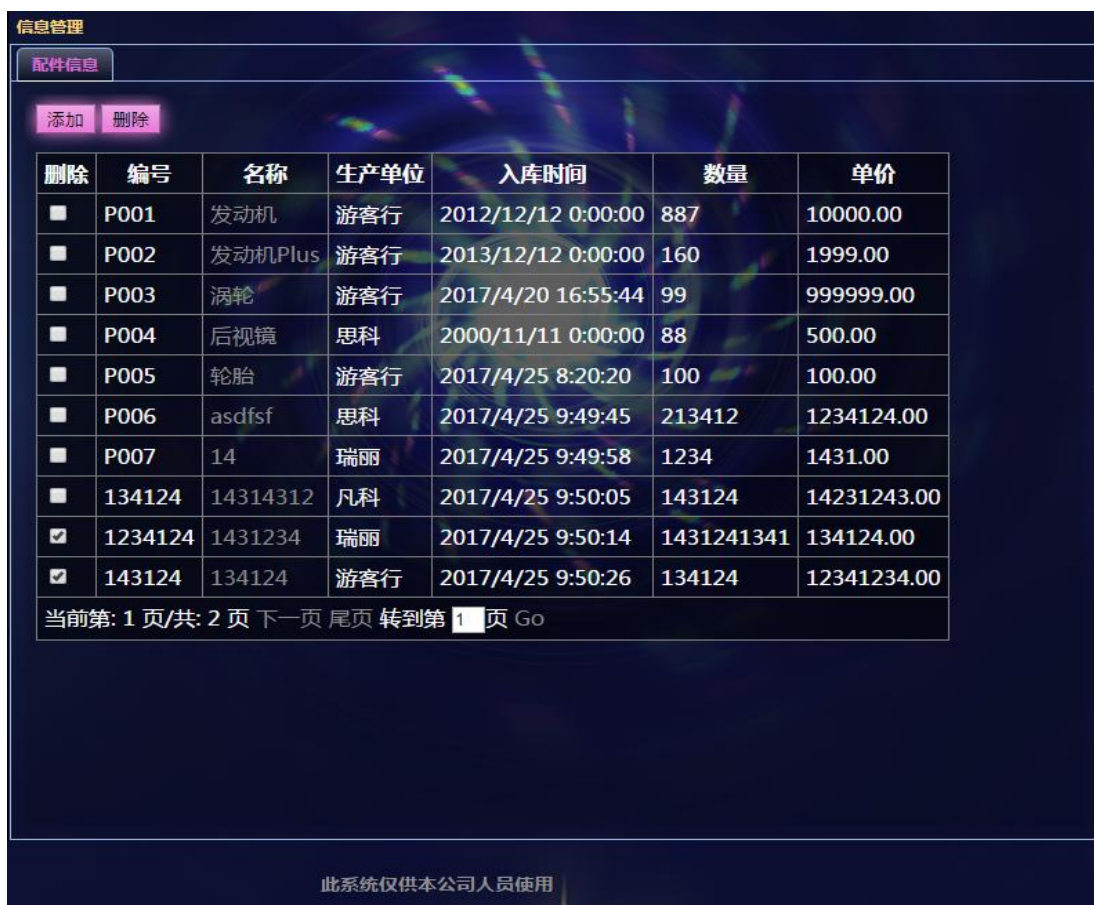 信息管理
配件信息
添加 删除
删除 编号 名称 生产单位 入库时间 数量 单价
P001 发动机 游客行 2012/12/12 0:00:00 887 10000.00
P002 发动机Plus 游客行 2013/12/12 0:00:00 160 1999.00
P003 涡轮 游客行 2017/4/20 16:55:44 99 999999.00
P004 后视镜 思科 2000/11/11 0:00:00 88 500.00
P005 轮胎 游客行 2017/4/25 8:20:20 100 100.00
P006 asdfsf 思科 2017/4/25 9:49:45 213412 1234124.00
P007 14 瑞丽 2017/4/25 9:49:58 1234 1431.00
134124 14314312 凡科 2017/4/25 9:50:05 143124 14231243.00
1234124 1431234 瑞丽 2017/4/25 9:50:14 1431241341 134124.00
143124 134124 游客行 2017/4/25 9:50:26 134124 12341234.00
当前第: 1 页/共: 2 页 下一页 尾页 转到第 1 页 Go
此系统仅供本公司人员使用